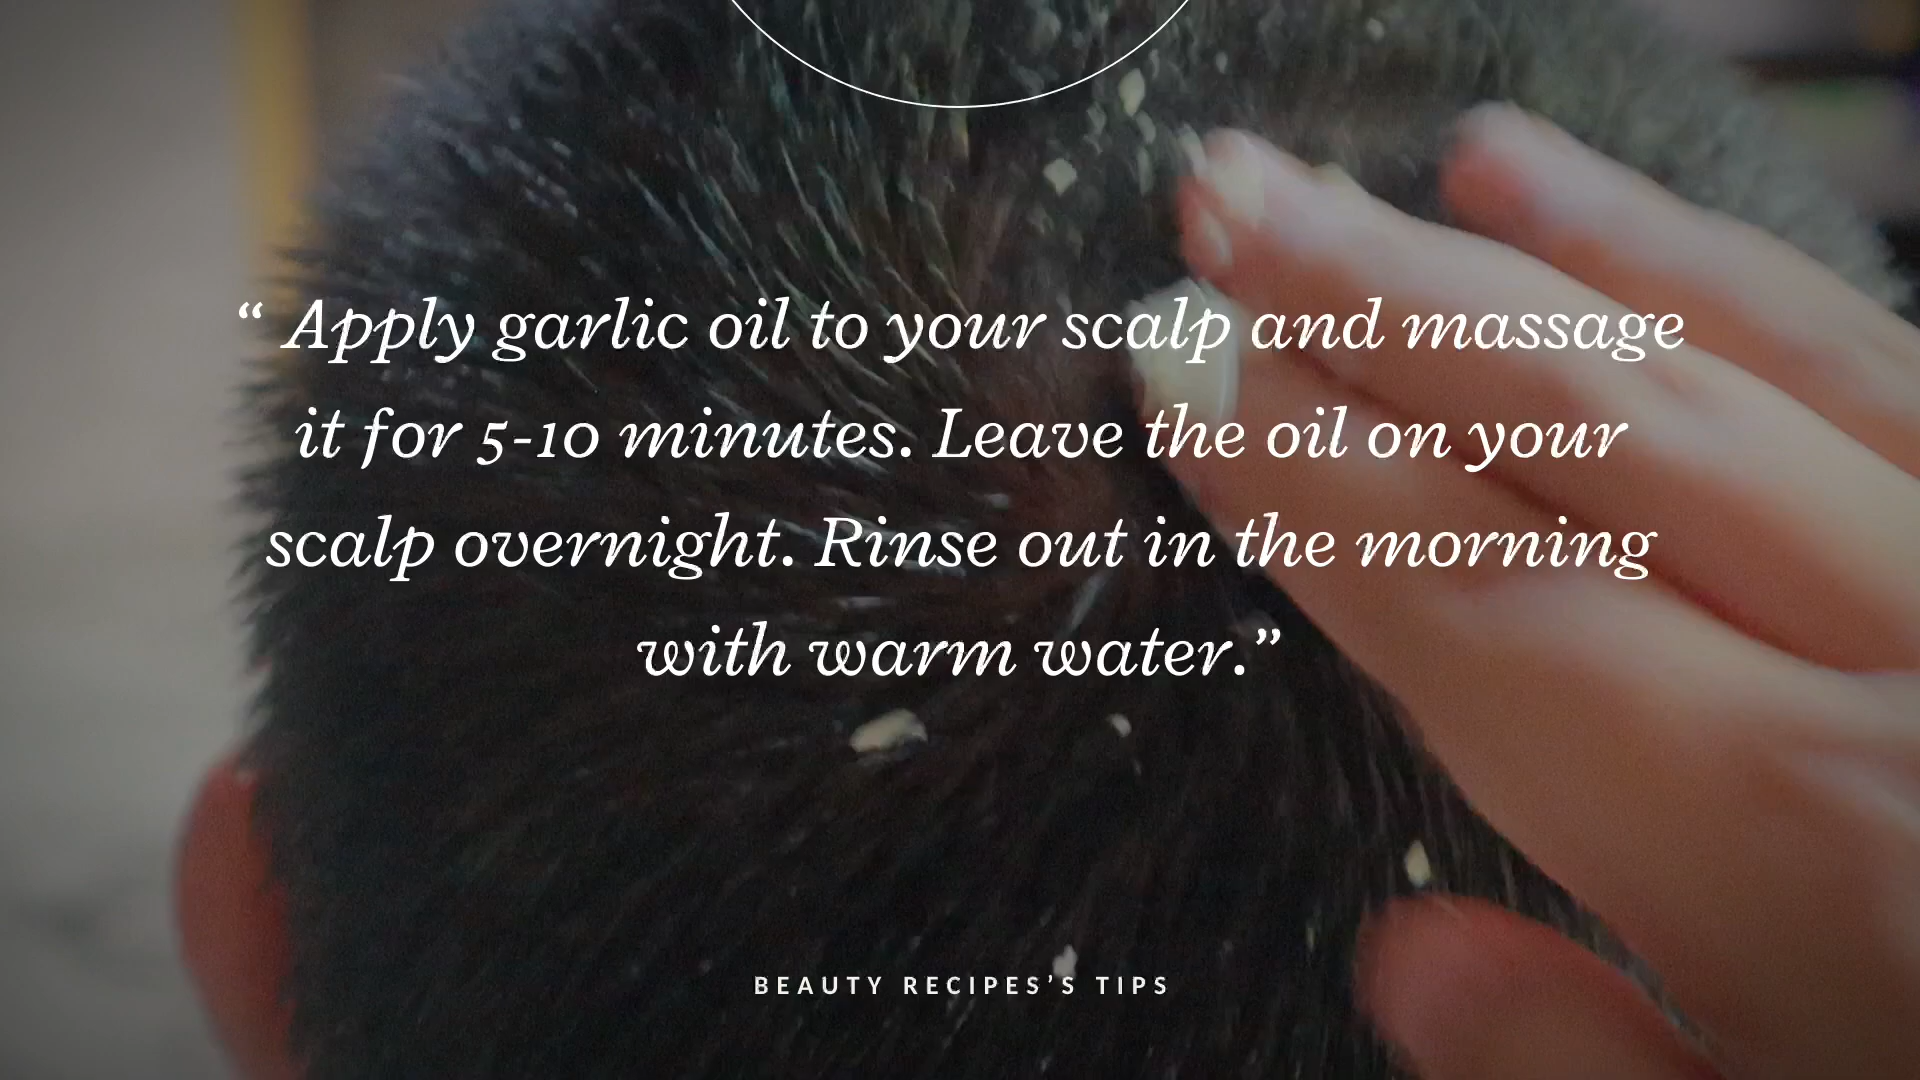 “ Apply garlic oil to your scalp and massage
it for 5-10 minutes. Leave the oil on your
scalp overnight. Rinse out in the morning
with warm water.”
BEAUTY RECIPES’S TIPS